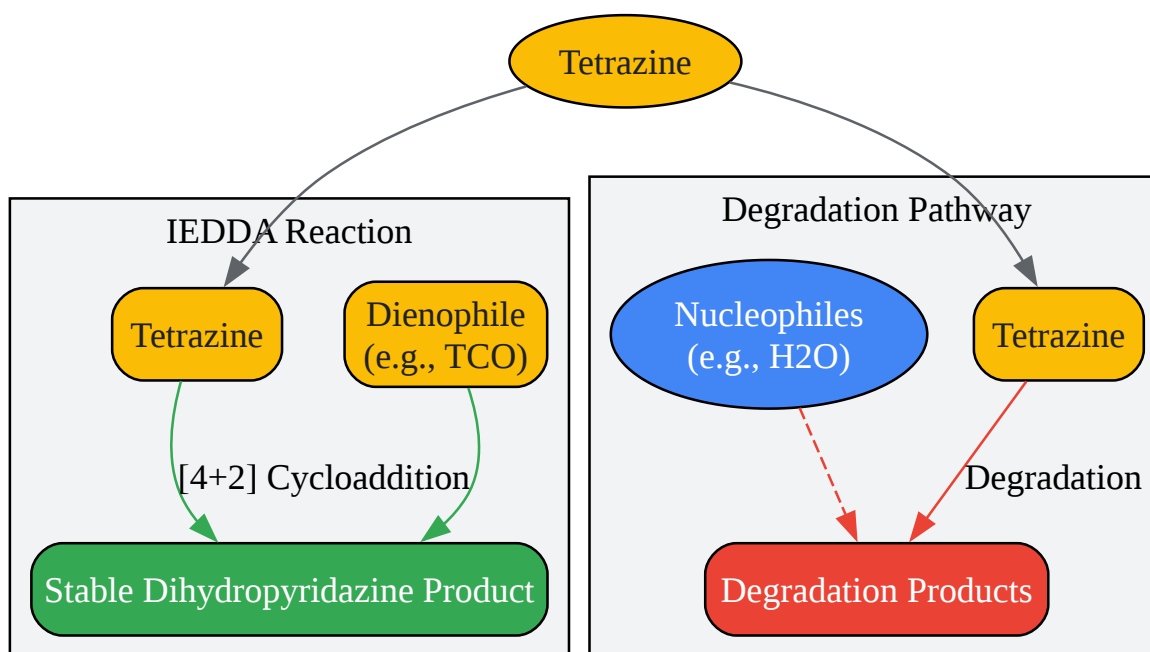 Tetrazine
IEDDA Reaction
Tetrazine
Dienophile
(e.g., TCO)
[4+2] Cycloaddition
Stable Dihydropyridazine Product
Degradation Pathway
Nucleophiles
(e.g., H2O)
Tetrazine
Degradation
Degradation Products